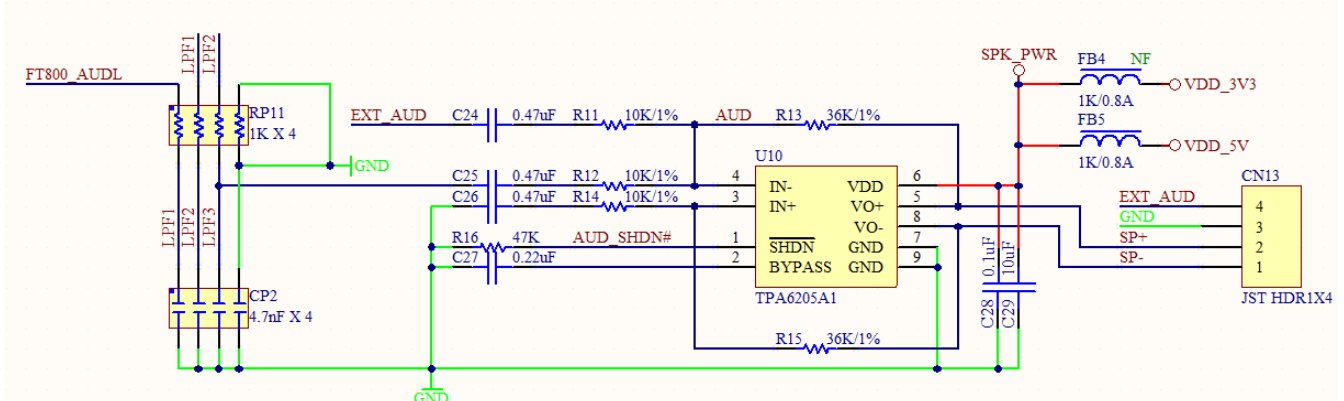 SPK_PWR
FB4 NF
VDD_3V3
1K/0.8A
FB5
VDD_5V
1K/0.8A
FT800_AUDL
LPF1
LPF2
RP11
1K X 4
GND
EXT_AUD C24 0.47uF R11 10K/1% AUD R13 36K/1%
U10
C25 0.47uF R12 10K/1%
C26 0.47uF R14 10K/1%
R16 47K AUD_SHDN#
C27 0.22uF
4 IN- VDD 6
3 IN+ VO+ 5
VO- 8
1 SHDN GND 7
2 BYPASS GND 9
TPA6205A1
LPF1
LPF2
LPF3
CP2
4.7nF X 4
R15 36K/1%
0.1uF
10uF
C28
C29
CN13
EXT_AUD 4
GND 3
SP+ 2
SP- 1
JST HDR1X4
GND